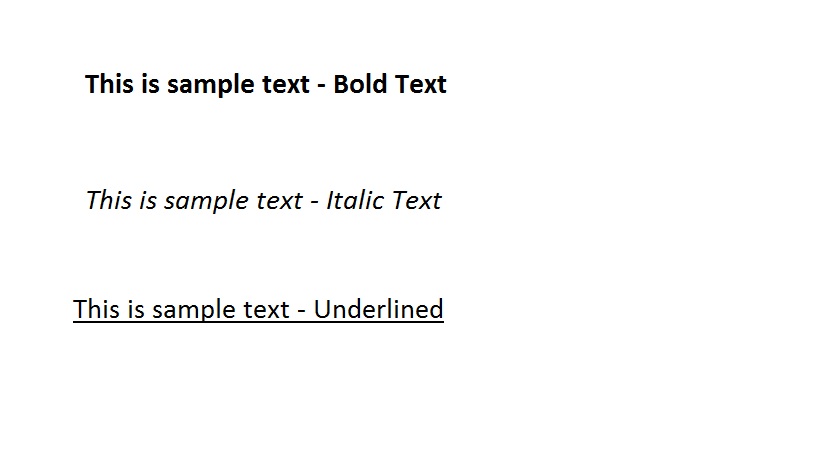 This is sample text - Bold Text
This is sample text - Italic Text
This is sample text - Underlined